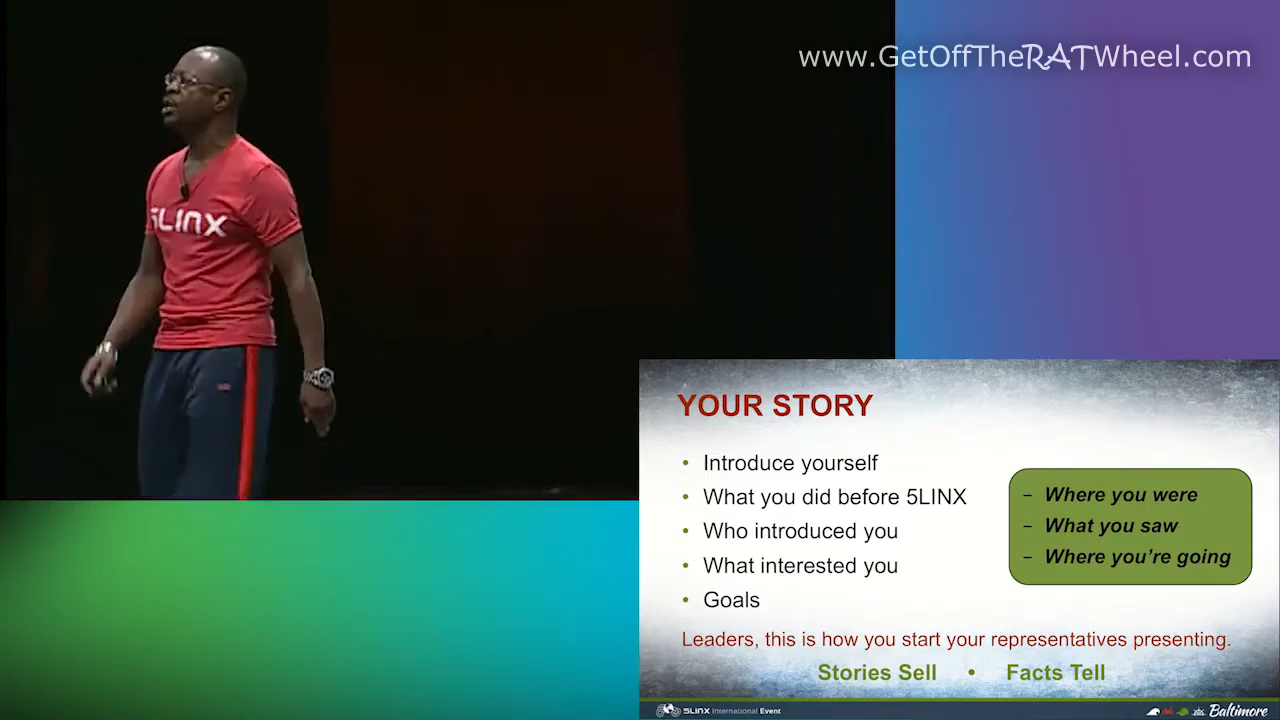 www.GetOffTheRATWheel.com
5LINX
YOUR STORY
• Introduce yourself
• What you did before 5LINX
• Who introduced you
• What interested you
• Goals
– Where you were
– What you saw
– Where you're going
Leaders, this is how you start your representatives presenting.
Stories Sell • Facts Tell
5LINX International Event
Baltimore